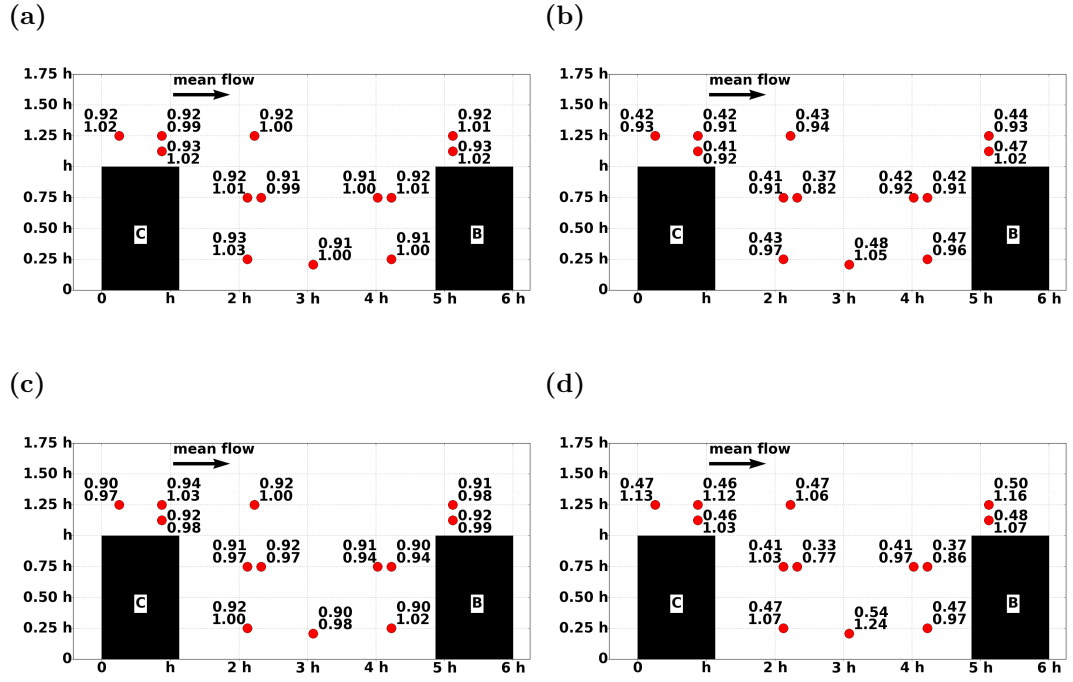 (a)
1.75 h
1.50 h
1.25 h
h
0.75 h
0.50 h
0.25 h
0
mean flow
0.92
1.02
0.92
0.99
0.93
1.02
0.92
1.00
0.92
1.01
0.93
1.02
0.92
1.01
0.91
0.99
0.91
1.00
0.92
1.01
0.93
1.03
0.91
1.00
0.91
1.00
C
B
0 h 2 h 3 h 4 h 5 h 6 h
(b)
1.75 h
1.50 h
1.25 h
h
0.75 h
0.50 h
0.25 h
0
mean flow
0.42
0.93
0.42
0.91
0.41
0.92
0.43
0.94
0.44
0.93
0.47
1.02
0.41
0.91
0.37
0.82
0.42
0.92
0.42
0.91
0.43
0.97
0.48
1.05
0.47
0.96
C
B
0 h 2 h 3 h 4 h 5 h 6 h
(c)
1.75 h
1.50 h
1.25 h
h
0.75 h
0.50 h
0.25 h
0
mean flow
0.90
0.97
0.94
1.03
0.92
0.98
0.92
1.00
0.91
0.98
0.92
0.99
0.91
0.97
0.92
0.97
0.91
0.94
0.90
0.94
0.92
1.00
0.90
0.98
0.90
1.02
C
B
0 h 2 h 3 h 4 h 5 h 6 h
(d)
1.75 h
1.50 h
1.25 h
h
0.75 h
0.50 h
0.25 h
0
mean flow
0.47
1.13
0.46
1.12
0.46
1.03
0.47
1.06
0.50
1.16
0.48
1.07
0.41
1.03
0.33
0.77
0.41
0.97
0.37
0.86
0.47
1.07
0.54
1.24
0.47
0.97
C
B
0 h 2 h 3 h 4 h 5 h 6 h